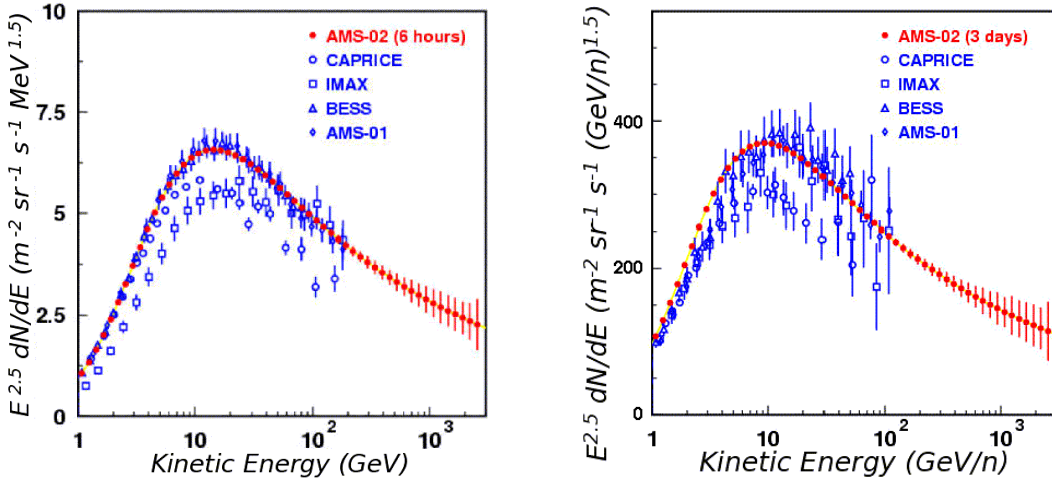 E^2.5 dN/dE (m^-2 sr^-1 s^-1 MeV^1.5)
10
7.5
5
2.5
0
AMS-02 (6 hours)
CAPRICE
IMAX
BESS
AMS-01
1
10
10^2
10^3
Kinetic Energy (GeV)
E^2.5 dN/dE (m^-2 sr^-1 s^-1 (GeV/n)^1.5)
400
200
0
AMS-02 (3 days)
CAPRICE
IMAX
BESS
AMS-01
1
10
10^2
10^3
Kinetic Energy (GeV/n)